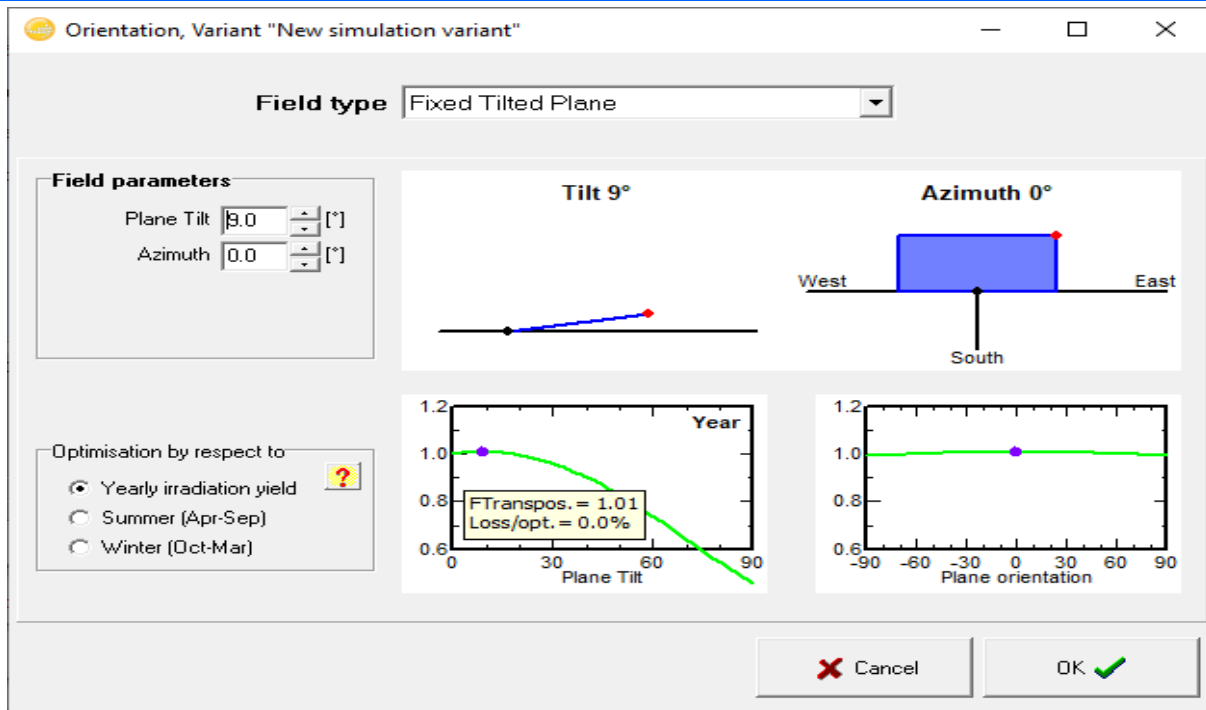 Orientation, Variant "New simulation variant"
Field type Fixed Tilted Plane
Field parameters
Plane Tilt 9.0 [°]
Azimuth 0.0 [°]
Tilt 9°
Azimuth 0°
West East
South
Optimisation by respect to
?
Yearly irradiation yield
Summer (Apr-Sep)
Winter (Oct-Mar)
Year
1.2
1.0
0.8
0.6
FTranspos.= 1.01
Loss/opt.= 0.0%
0 30 60 90
Plane Tilt
1.2
1.0
0.8
0.6
-90 -60 -30 0 30 60 90
Plane orientation
Cancel OK